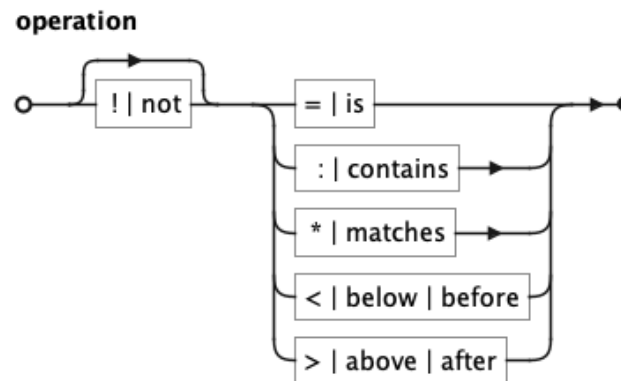 operation
! | not
= | is
: | contains
* | matches
< | below | before
> | above | after